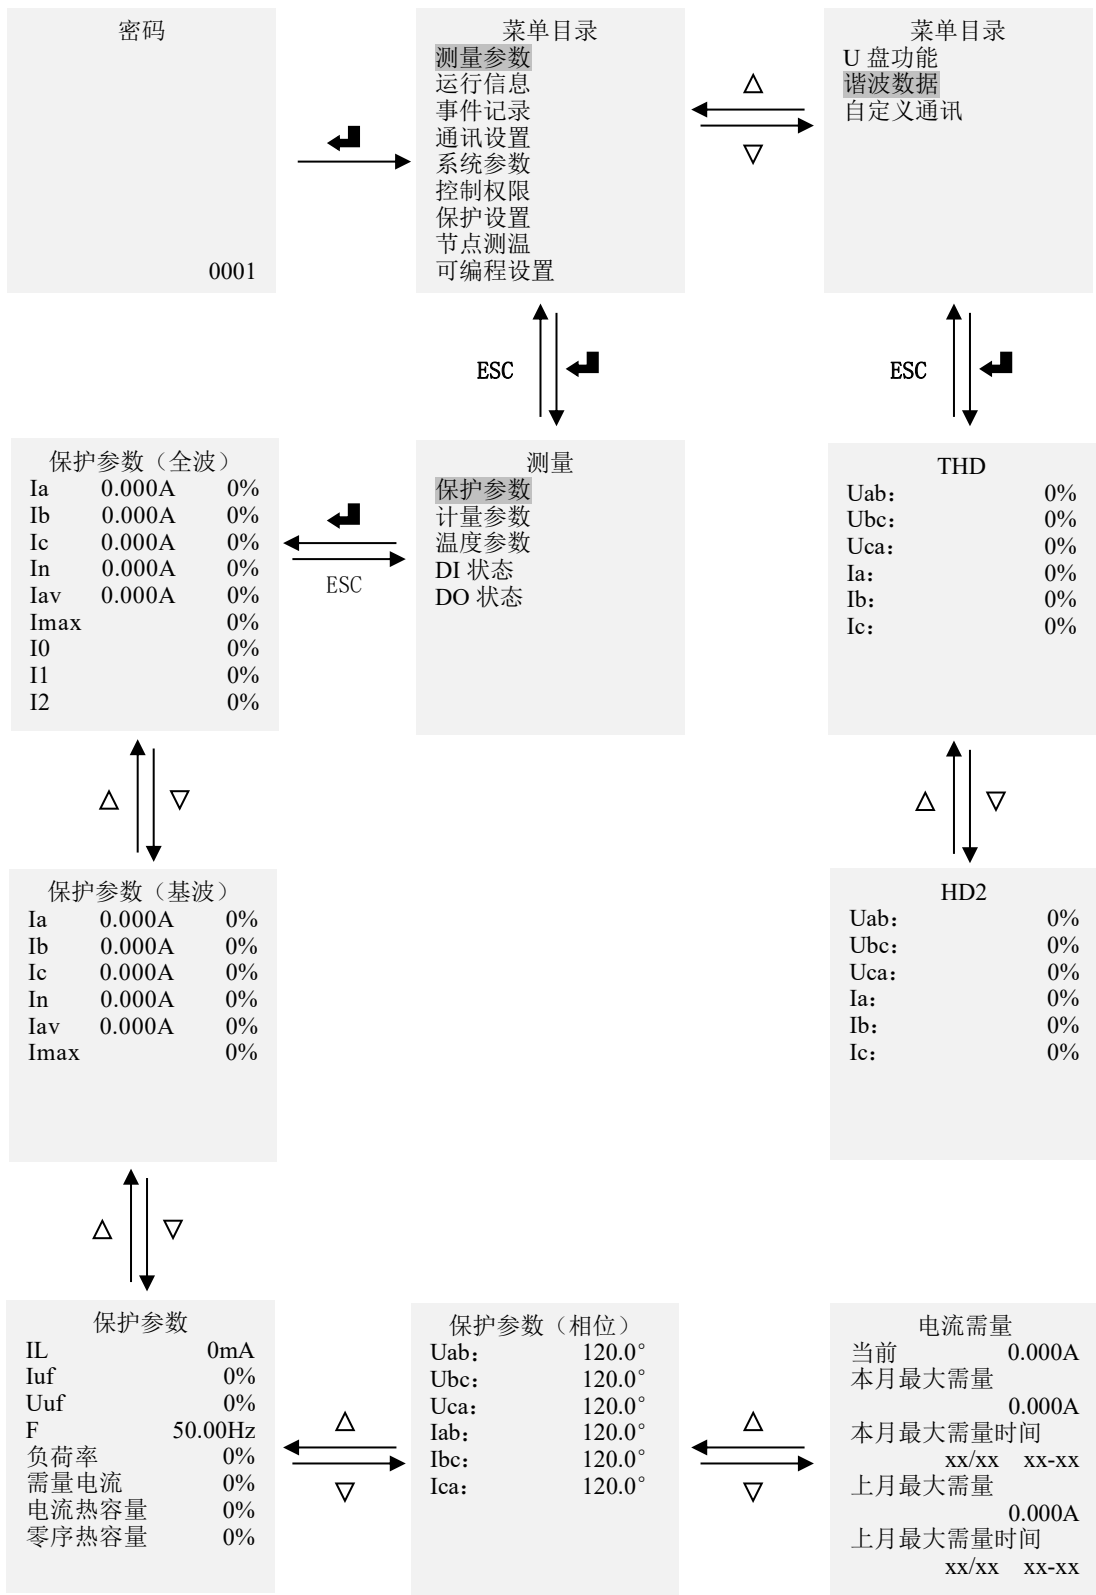 密码
0001
菜单目录
测量参数
运行信息
事件记录
通讯设置
系统参数
控制权限
保护设置
节点测温
可编程设置
菜单目录
U 盘功能
谐波数据
自定义通讯
ESC
ESC
保护参数（全波）
Ia 0.000A 0%
Ib 0.000A 0%
Ic 0.000A 0%
In 0.000A 0%
Iav 0.000A 0%
Imax 0%
I0 0%
I1 0%
I2 0%
ESC
测量
保护参数
计量参数
温度参数
DI 状态
DO 状态
THD
Uab： 0%
Ubc： 0%
Uca： 0%
Ia： 0%
Ib： 0%
Ic： 0%
保护参数（基波）
Ia 0.000A 0%
Ib 0.000A 0%
Ic 0.000A 0%
In 0.000A 0%
Iav 0.000A 0%
Imax 0%
HD2
Uab： 0%
Ubc： 0%
Uca： 0%
Ia： 0%
Ib： 0%
Ic： 0%
保护参数
IL 0mA
Iuf 0%
Uuf 0%
F 50.00Hz
负荷率 0%
需量电流 0%
电流热容量 0%
零序热容量 0%
保护参数（相位）
Uab： 120.0°
Ubc： 120.0°
Uca： 120.0°
Iab： 120.0°
Ibc： 120.0°
Ica： 120.0°
电流需量
当前 0.000A
本月最大需量
0.000A
本月最大需量时间
xx/xx xx-xx
上月最大需量
0.000A
上月最大需量时间
xx/xx xx-xx